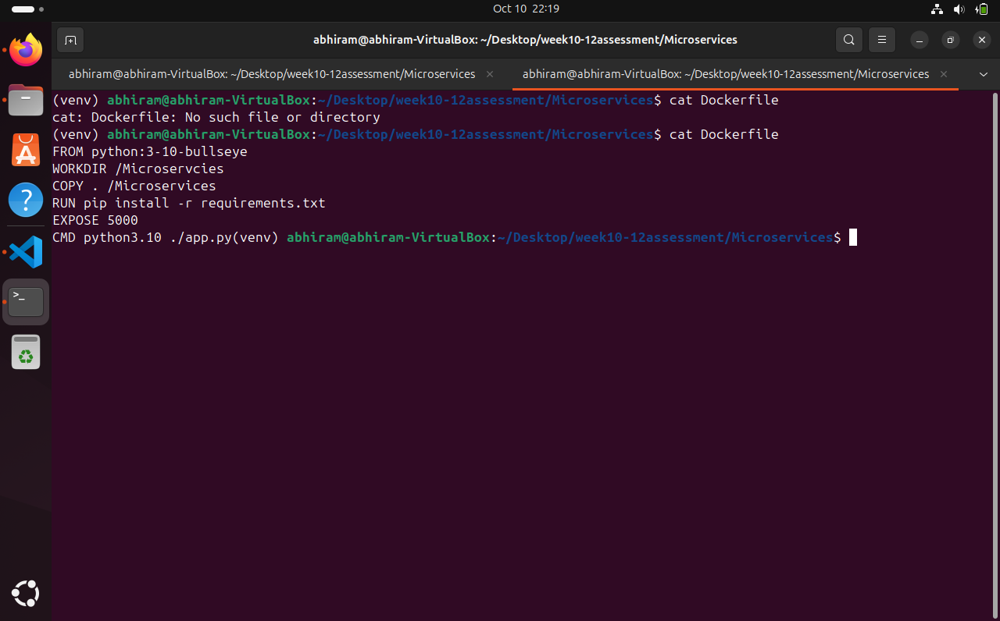 Oct 10 22:19
abhiram@abhiram-VirtualBox: ~/Desktop/week10-12assessment/Microservices
abhiram@abhiram-VirtualBox: ~/Desktop/week10-12assessment/Microservices
abhiram@abhiram-VirtualBox: ~/Desktop/week10-12assessment/Microservices
(venv) abhiram@abhiram-VirtualBox:~/Desktop/week10-12assessment/Microservices$ cat Dockerfile
cat: Dockerfile: No such file or directory
(venv) abhiram@abhiram-VirtualBox:~/Desktop/week10-12assessment/Microservices$ cat Dockerfile
FROM python:3-10-bullseye
WORKDIR /Microservcies
COPY . /Microservices
RUN pip install -r requirements.txt
EXPOSE 5000
CMD python3.10 ./app.py(venv) abhiram@abhiram-VirtualBox:~/Desktop/week10-12assessment/Microservices$